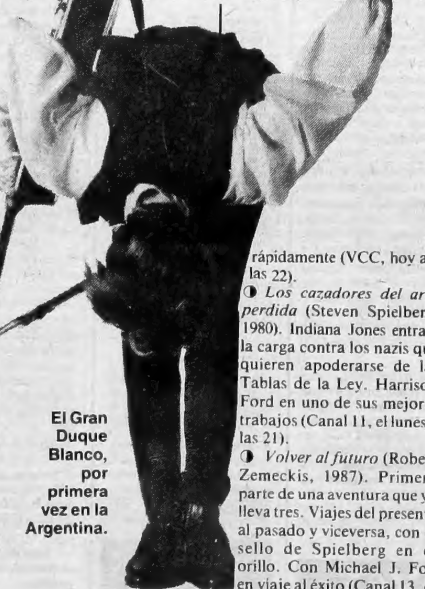 El Gran
Duque
Blanco,
por
primera
vez en la
Argentina.
rápidamente (VCC, hoy a
las 22).
Los cazadores del ar
perdida (Steven Spielber
1980). Indiana Jones entra
la carga contra los nazis qu
quieren apoderarse de la
Tablas de la Ley. Harriso
Ford en uno de sus mejor
trabajos (Canal 11, el lunes
las 21).
Volver al futuro (Robe
Zemeckis, 1987). Primer
parte de una aventura que y
lleva tres. Viajes del present
al pasado y viceversa, con
sello de Spielberg en e
orillo. Con Michael J. Fo
en viaje al éxito (Canal 13,